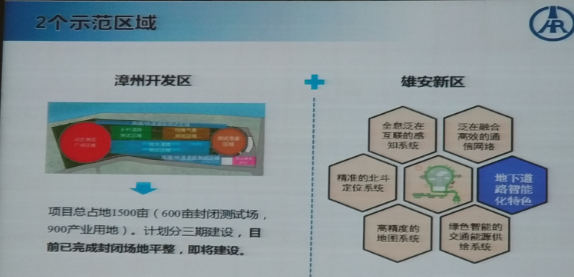 2个示范区域
漳州开发区
雄安新区
项目总占地1500亩（600亩封闭测试场，
900产业用地）。计划分三期建设，目
前已完成封闭场地平整，即将建设。
全息泛在
互联的感
知系统
泛在融合
高效的通
信网络
精准的北斗
定位系统
地下道
路智能
化特色
高精度的
地图系统
绿色智能的
交通能源供
给系统